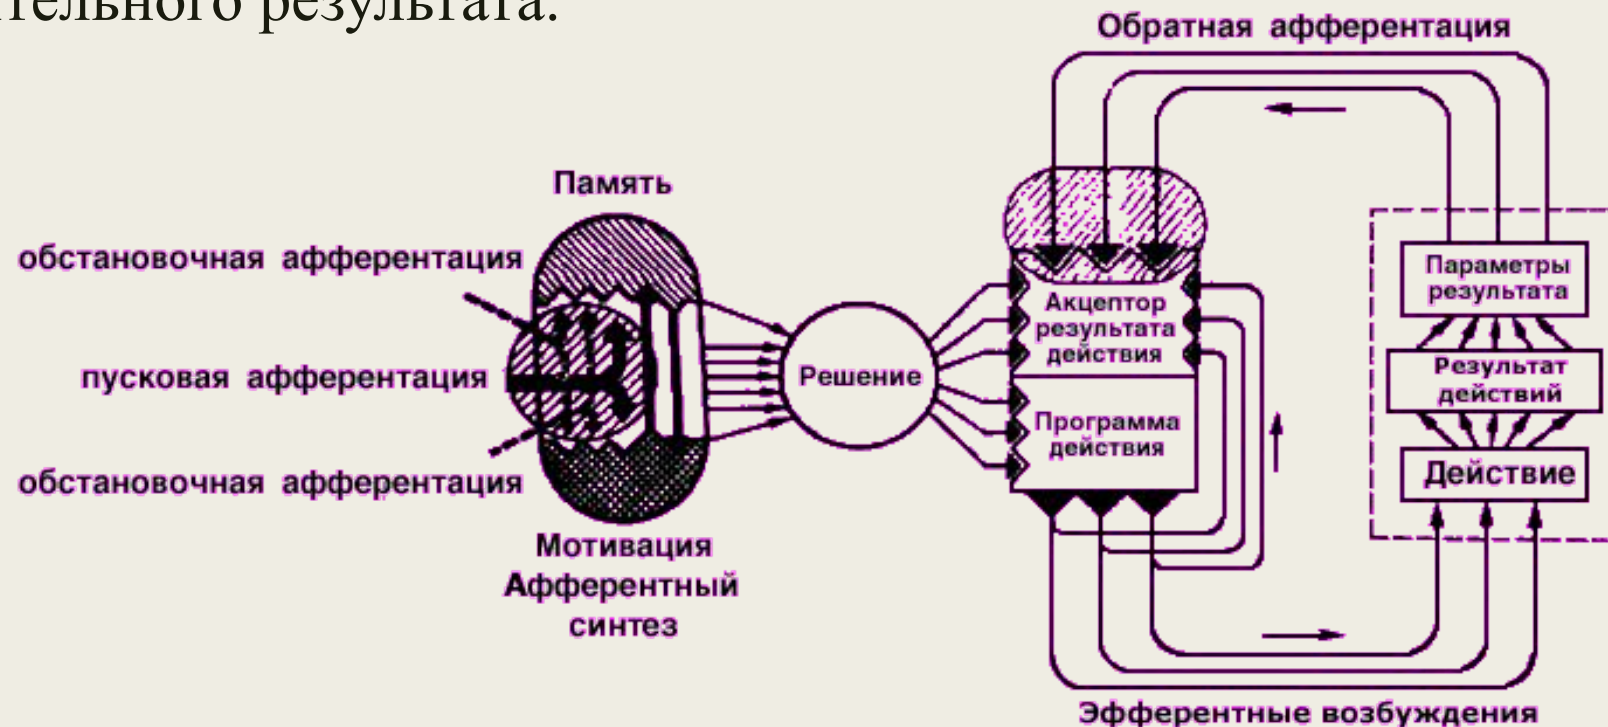 результата.
Обратная афферентация
Память
обстановочная афферентация
пусковая афферентация
обстановочная афферентация
Мотивация
Афферентный
синтез
Решение
Акцептор
результата
действия
Программа
действия
Параметры
результата
Результат
действий
Действие
Эфферентные возбуждения